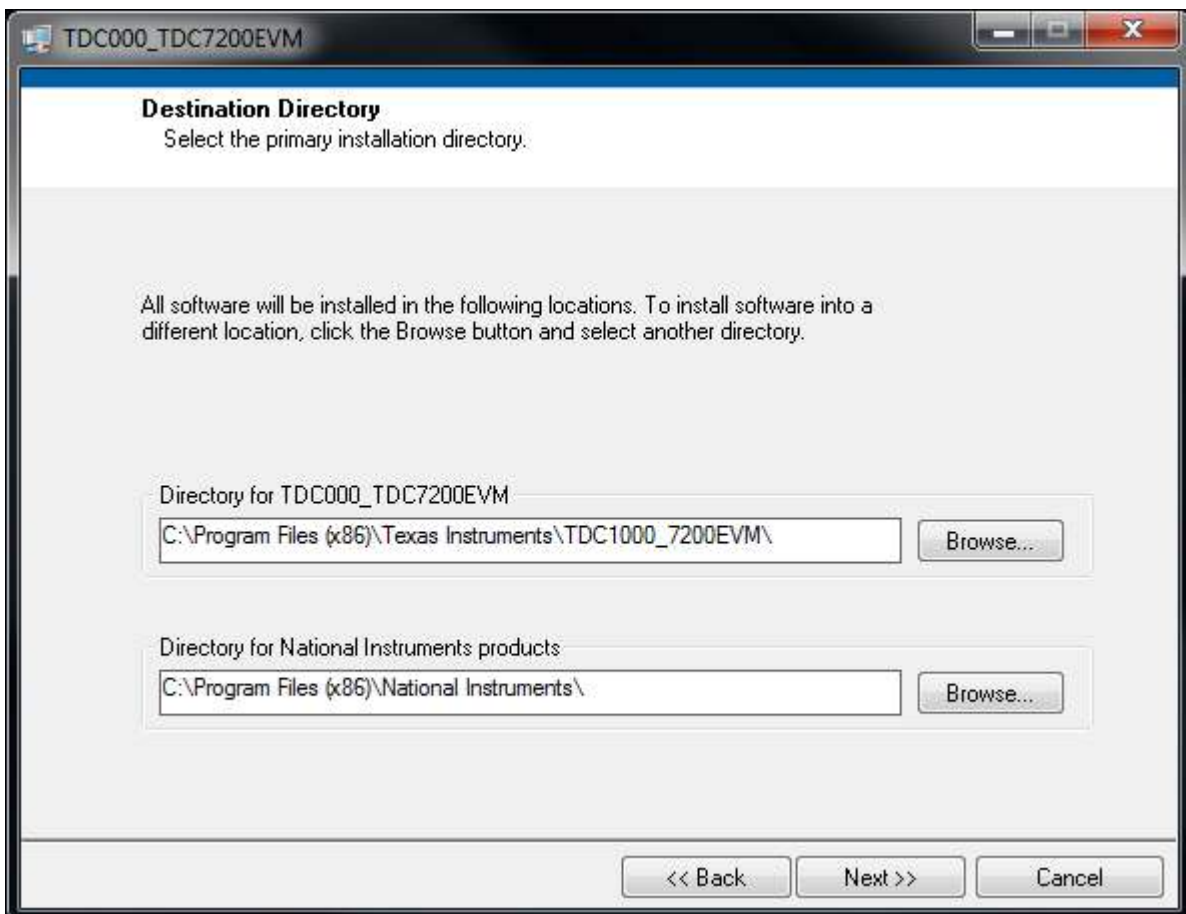 TDC000_TDC7200EVM
Destination Directory
Select the primary installation directory.
All software will be installed in the following locations. To install software into a
different location, click the Browse button and select another directory.
Directory for TDC000_TDC7200EVM
C:\Program Files (x86)\Texas Instruments\TDC1000_7200EVM\
Browse...
Directory for National Instruments products
C:\Program Files (x86)\National Instruments\
Browse...
<< Back Next >> Cancel